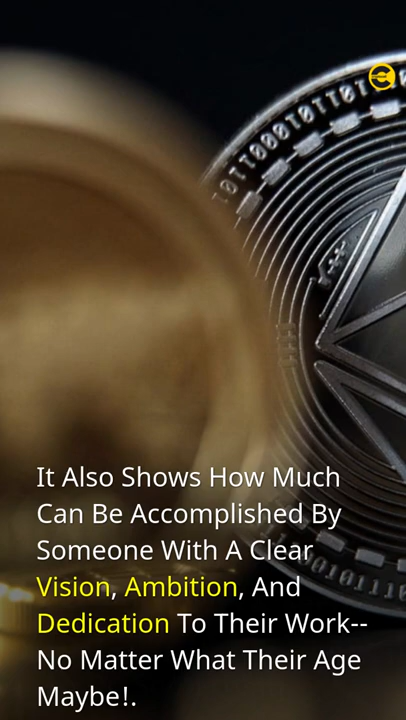 It Also Shows How Much
Can Be Accomplished By
Someone With A Clear
Vision, Ambition, And
Dedication To Their Work--
No Matter What Their Age
Maybe!.